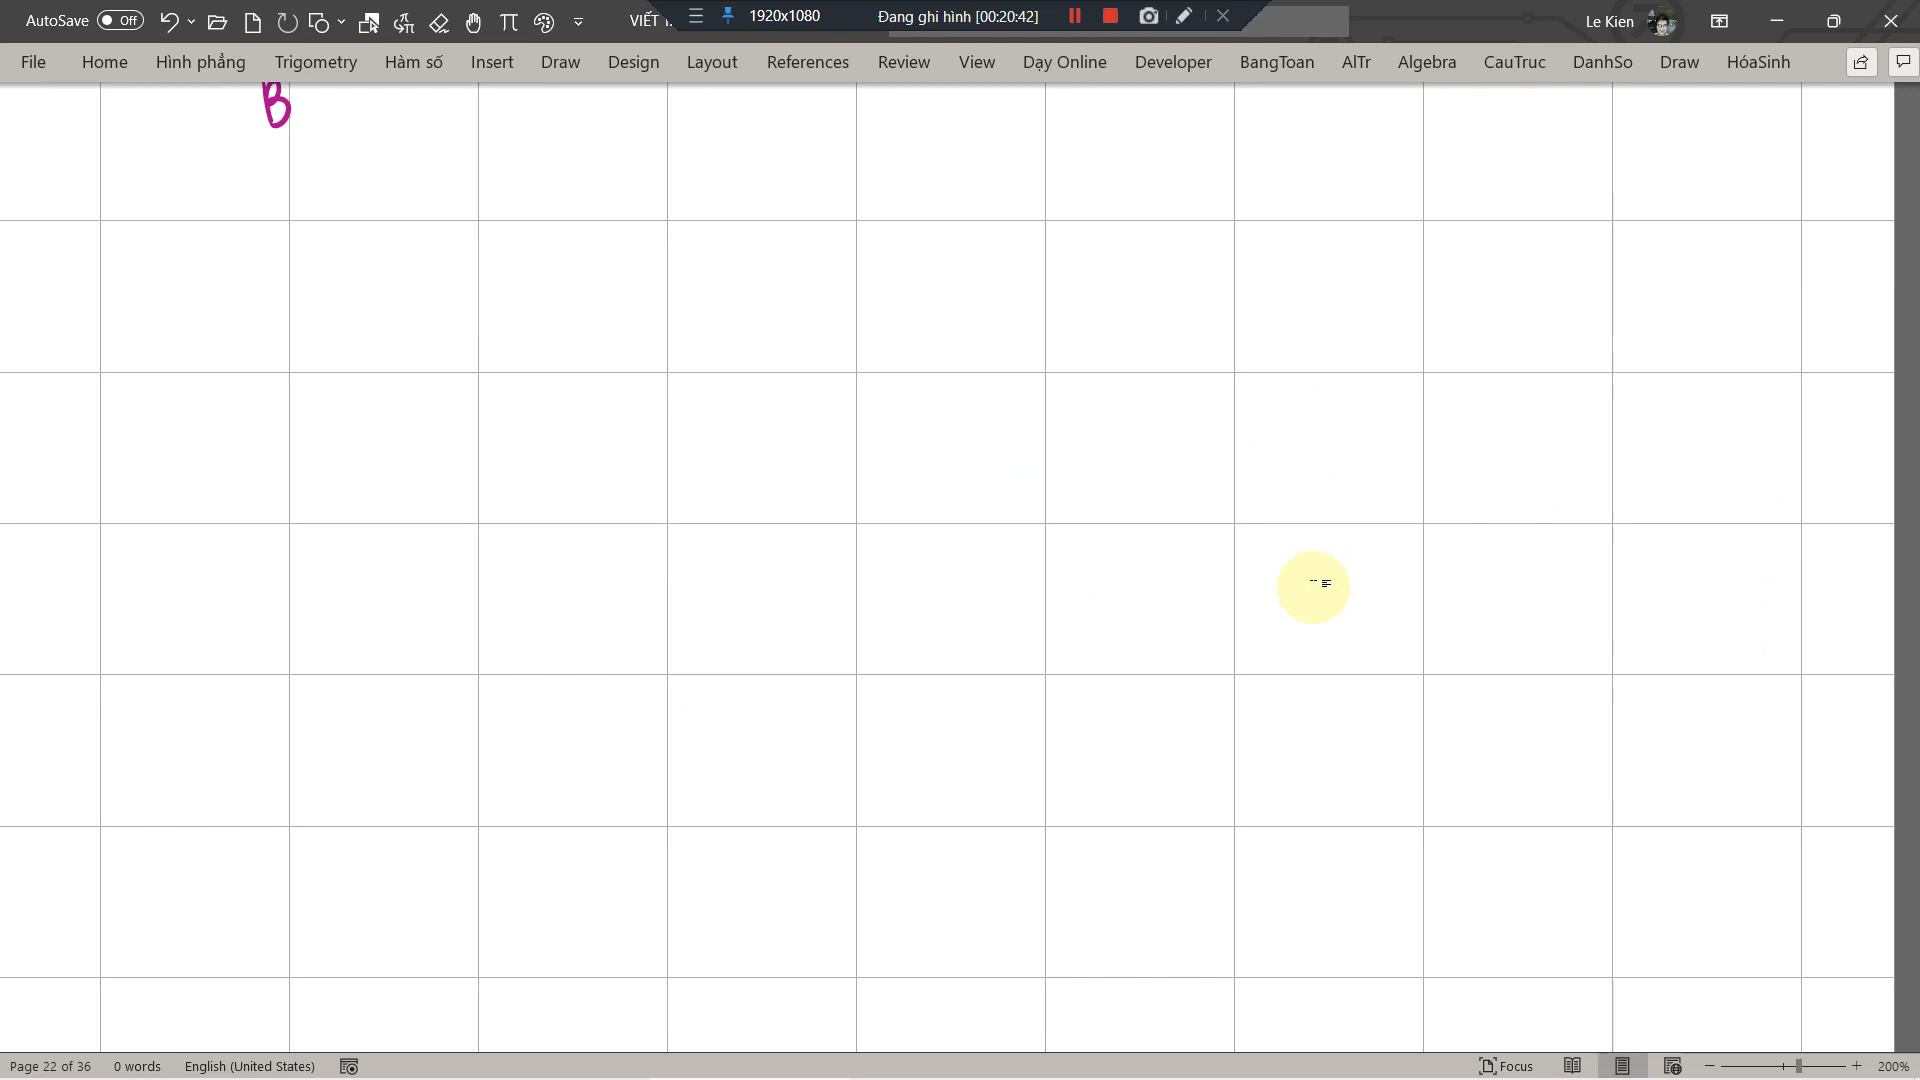 AutoSave Off
1920x1080 Đang ghi hình [00:20:42]
Le Kien
File Home Hình phẳng Trigometry Hàm số Insert Draw Design Layout References Review View Dạy Online Developer BangToan AlTr Algebra CauTruc DanhSo Draw HóaSinh
B
Page 22 of 36 0 words English (United States) Focus 200%